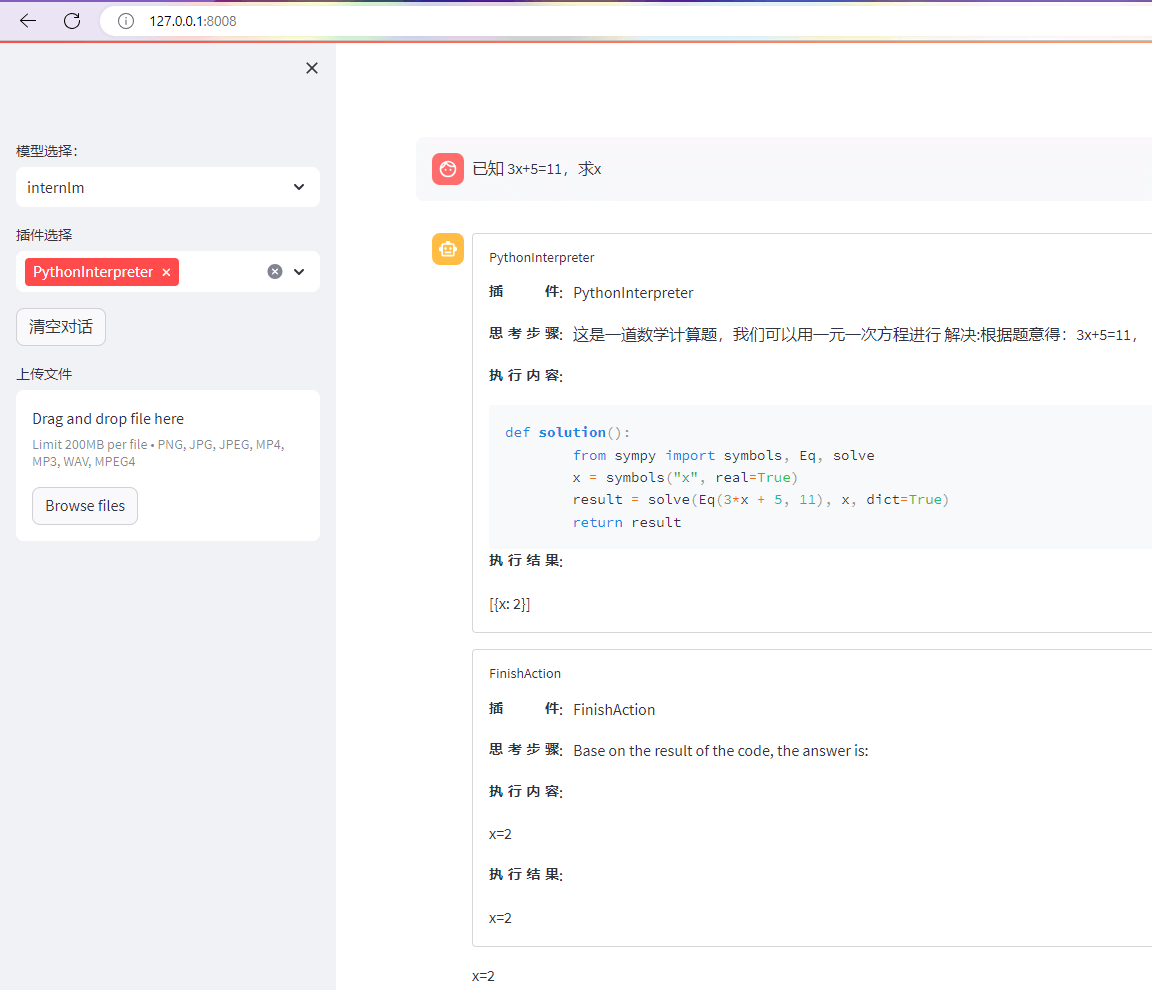 127.0.0.1:8008
模型选择：
internlm
插件选择
PythonInterpreter ×
清空对话
上传文件
Drag and drop file here
Limit 200MB per file • PNG, JPG, JPEG, MP4,
MP3, WAV, MPEG4
Browse files
已知 3x+5=11，求x
PythonInterpreter
插 件: PythonInterpreter
思考步骤: 这是一道数学计算题，我们可以用一元一次方程进行 解决:根据题意得：3x+5=11，
执行内容:
def solution():
from sympy import symbols, Eq, solve
x = symbols("x", real=True)
result = solve(Eq(3*x + 5, 11), x, dict=True)
return result
执行结果:
[{x: 2}]
FinishAction
插 件: FinishAction
思考步骤: Base on the result of the code, the answer is:
执行内容:
x=2
执行结果:
x=2
x=2